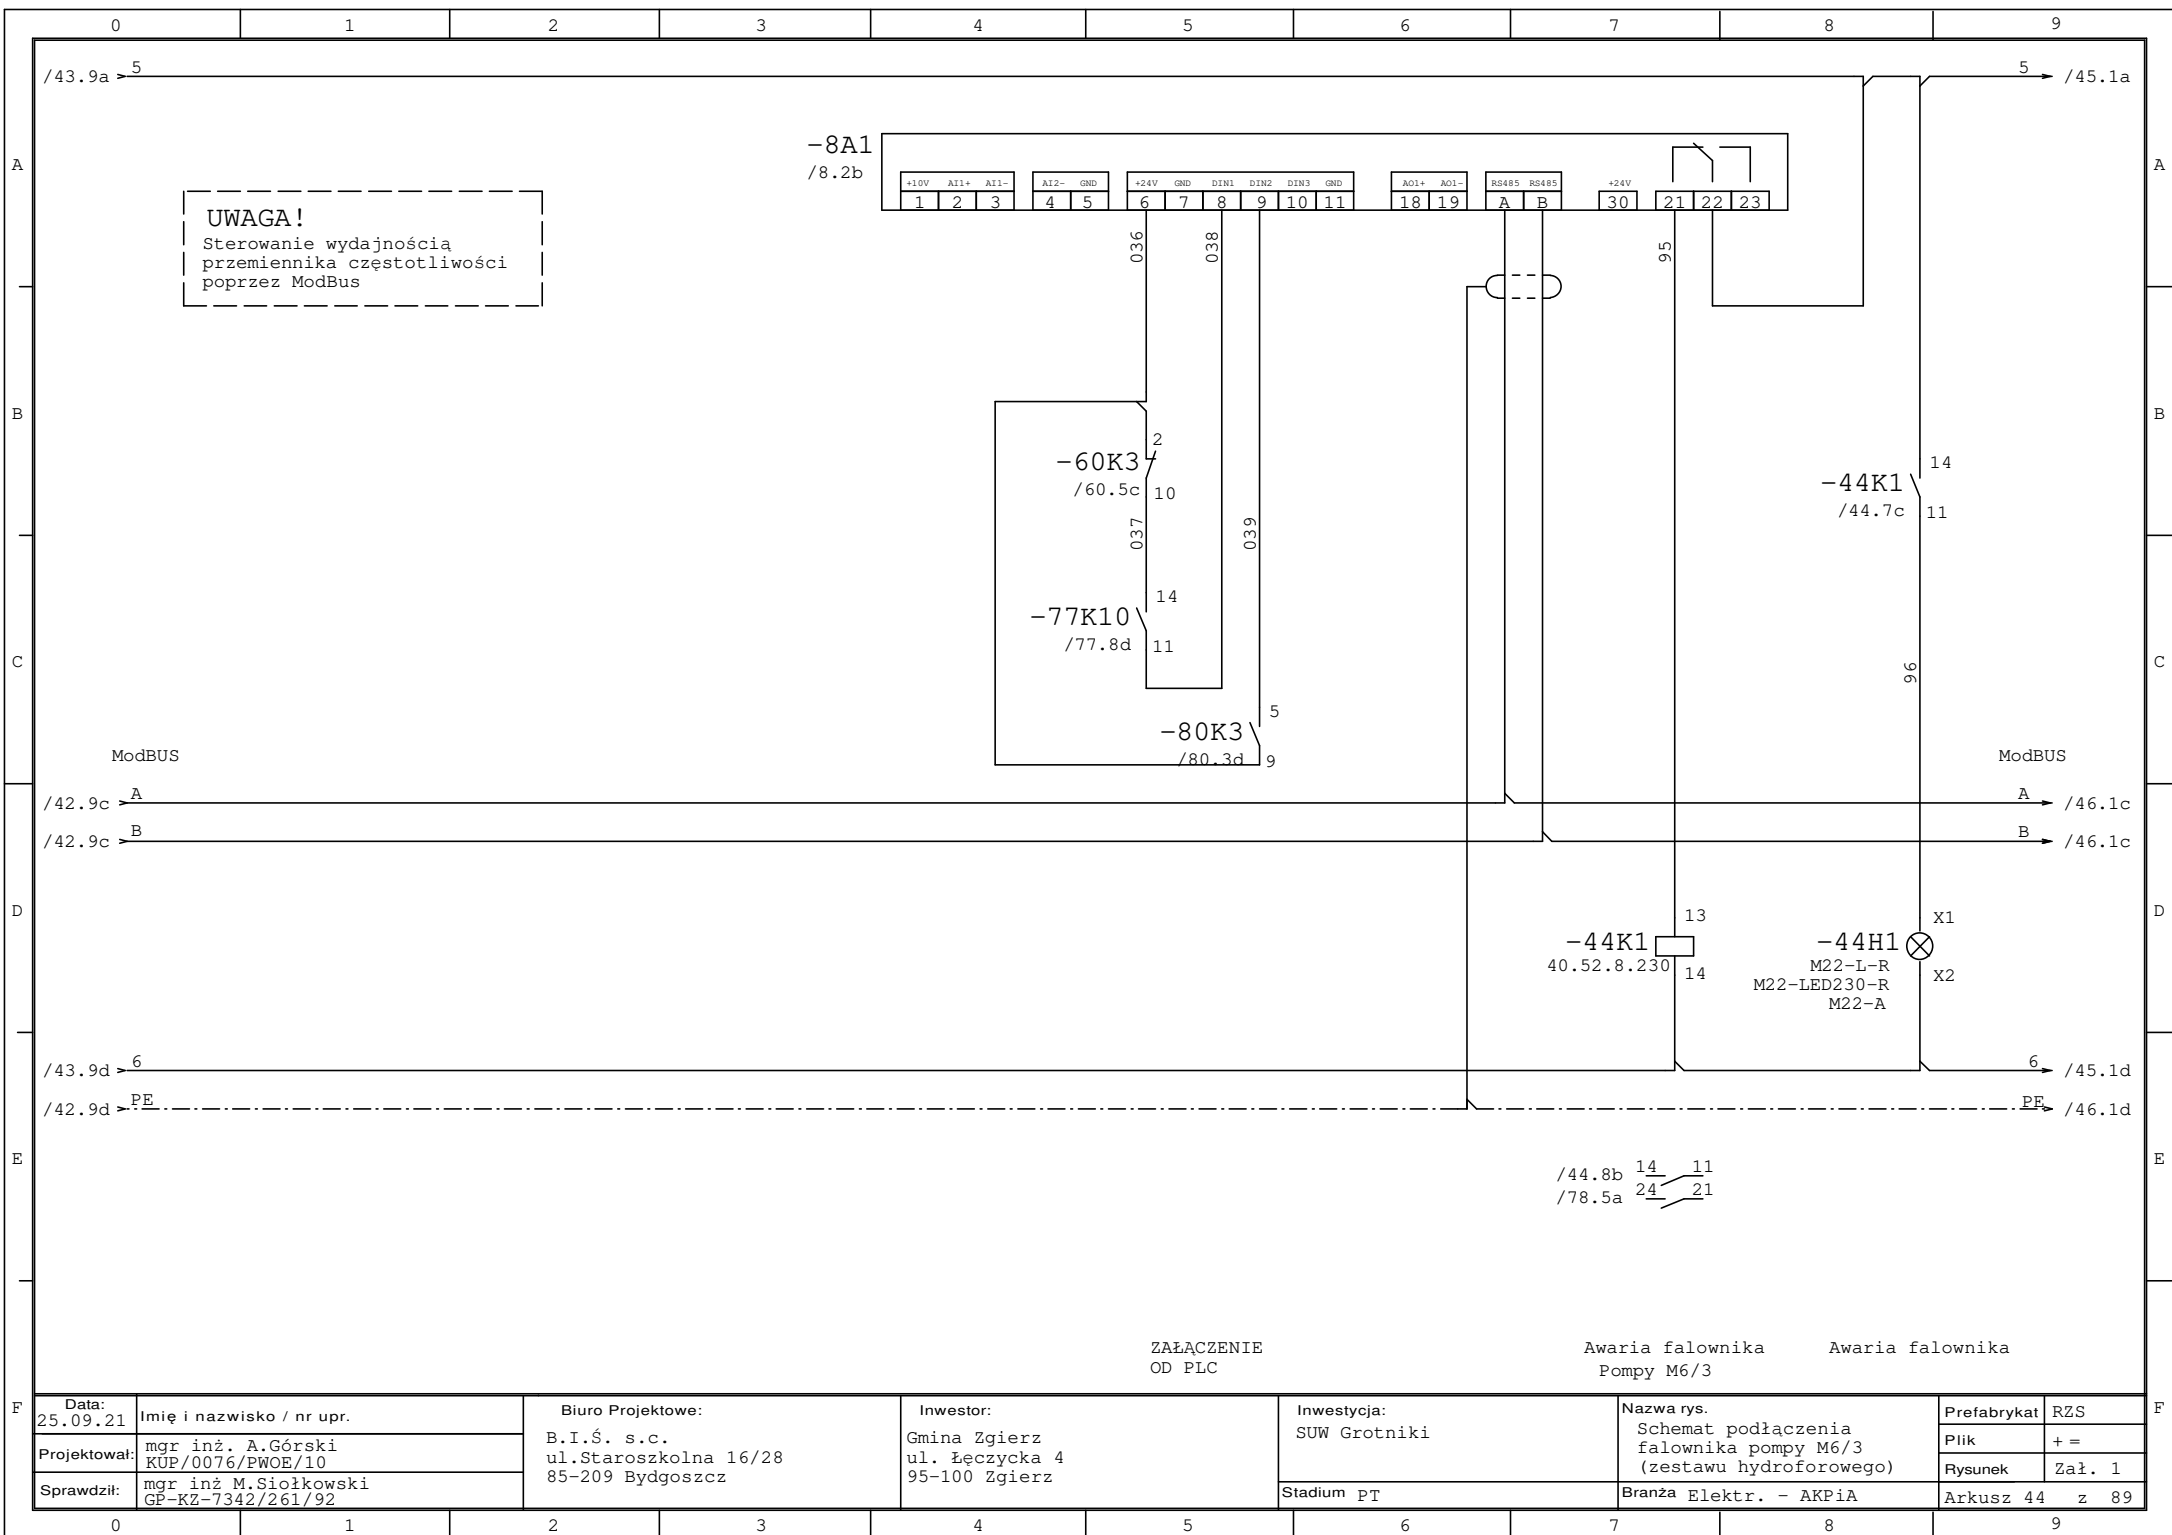 0 1 2 3 4 5 6 7 8 9
/43.9a 5 5 /45.1a
A A
-8A1
/8.2b
+10V AI1+ AI1- AI2- GND +24V GND DIN1 DIN2 DIN3 GND AO1+ AO1- RS485 RS485 +24V
1 2 3 4 5 6 7 8 9 10 11 18 19 A B 30 21 22 23
UWAGA!
Sterowanie wydajnością
przemiennika częstotliwości
poprzez ModBus
036 038 95
B B
2
-60K3
/60.5c 10
14
-44K1
/44.7c 11
037 039
14
-77K10
/77.8d 11
C C
96
5
-80K3
/80.3d 9
ModBUS ModBUS
/42.9c A A /46.1c
/42.9c B B /46.1c
D D
13
-44K1
40.52.8.230
14
X1
-44H1
M22-L-R
X2
M22-LED230-R
M22-A
/43.9d 6 6 /45.1d
/42.9d PE PE /46.1d
E E
/44.8b 14 11
/78.5a 24 21
ZAŁĄCZENIE
OD PLC
Awaria falownika
Pompy M6/3
Awaria falownika
F F
Data:
25.09.21
Imię i nazwisko / nr upr.
Projektował:
mgr inż. A.Górski
KUP/0076/PWOE/10
Sprawdził:
mgr inż M.Siołkowski
GP-KZ-7342/261/92
Biuro Projektowe:
B.I.Ś. s.c.
ul.Staroszkolna 16/28
85-209 Bydgoszcz
Inwestor:
Gmina Zgierz
ul. Łęczycka 4
95-100 Zgierz
Inwestycja:
SUW Grotniki
Stadium PT
Nazwa rys.
Schemat podłączenia
falownika pompy M6/3
(zestawu hydroforowego)
Branża Elektr. - AKPiA
Prefabrykat RZS
Plik + =
Rysunek Zał. 1
Arkusz 44 z 89
0 1 2 3 4 5 6 7 8 9